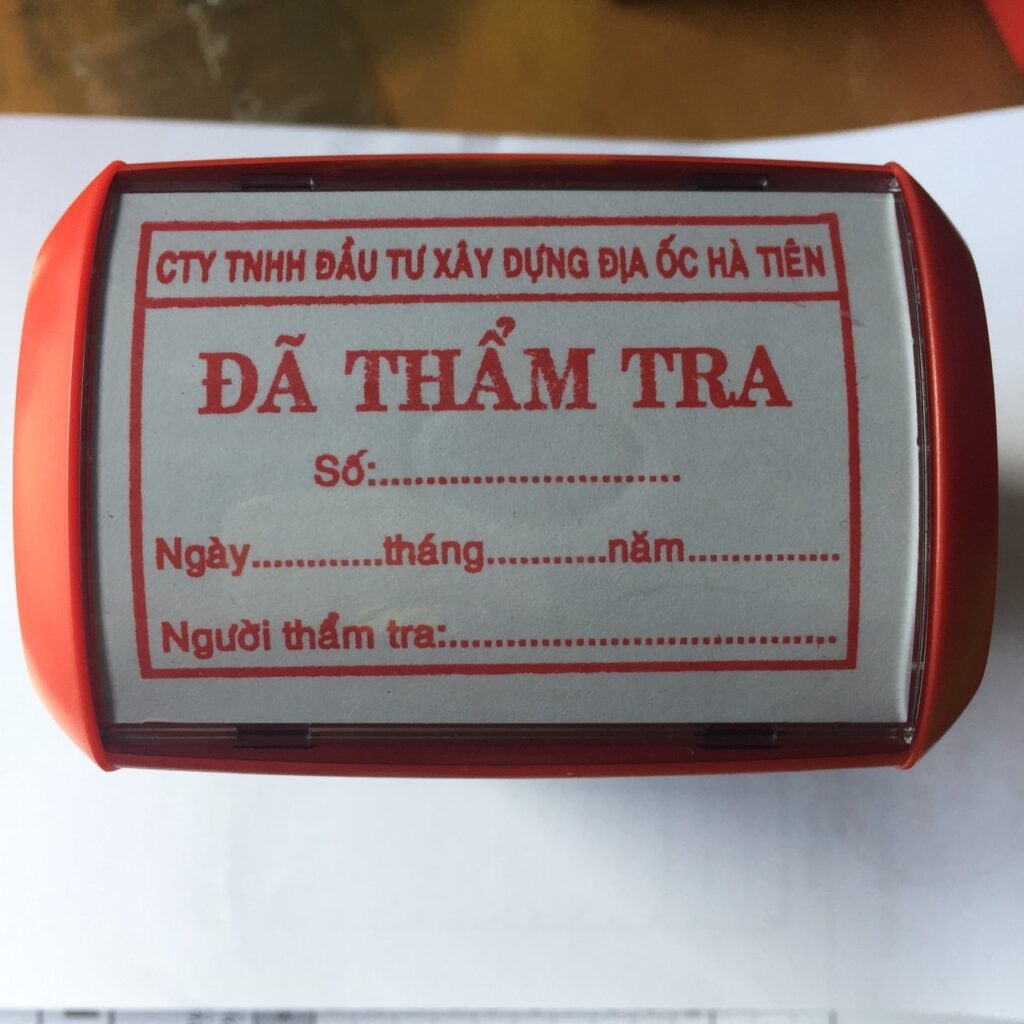 CTY TNHH ĐẦU TƯ XÂY DỰNG ĐỊA ỐC HÀ TIÊN
ĐÃ THẨM TRA
Số:...........................
Ngày............tháng...........năm..............
Người thẩm tra:...................................